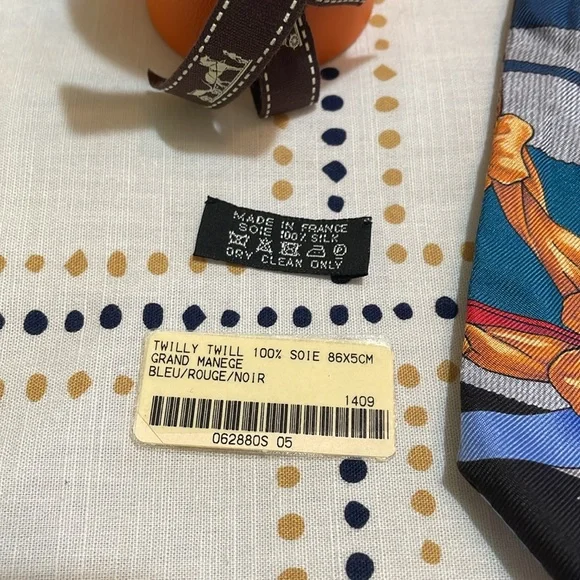 MADE IN FRANCE
SOIE 100% SILK
P
DRY CLEAN ONLY
TWILLY TWILL 100% SOIE 86X5CM
GRAND MANEGE
BLEU/ROUGE/NOIR
1409
062880S 05